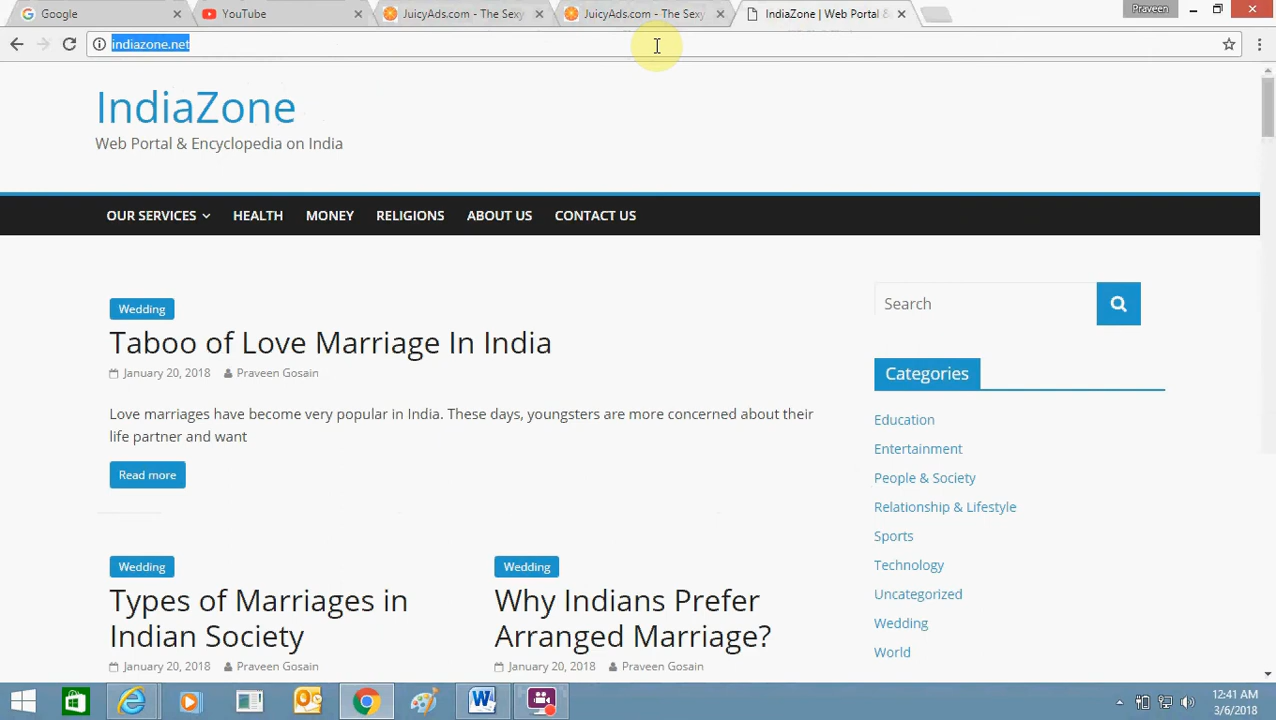 Google
YouTube
JuicyAds.com - The Sexy
JuicyAds.com - The Sexy
IndiaZone | Web Portal &
Praveen
indiazone.net
IndiaZone
Web Portal & Encyclopedia on India
OUR SERVICES
HEALTH
MONEY
RELIGIONS
ABOUT US
CONTACT US
Wedding
Taboo of Love Marriage In India
January 20, 2018
Praveen Gosain
Love marriages have become very popular in India. These days, youngsters are more concerned about their
life partner and want
Read more
Wedding
Types of Marriages in
Indian Society
January 20, 2018
Praveen Gosain
Wedding
Why Indians Prefer
Arranged Marriage?
January 20, 2018
Praveen Gosain
Search
Categories
Education
Entertainment
People & Society
Relationship & Lifestyle
Sports
Technology
Uncategorized
Wedding
World
12:41 AM
3/6/2018